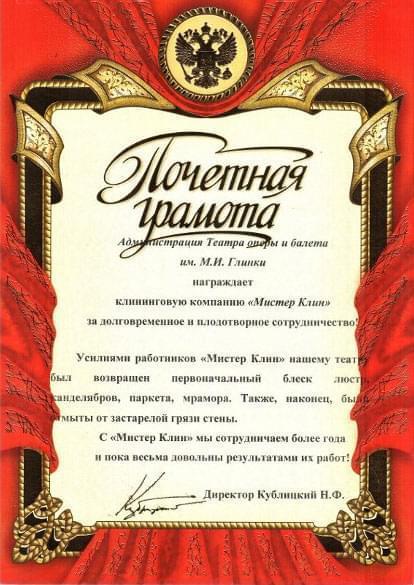 Почетная
грамота
Администрация Театра оперы и балета
им. М.И. Глинки
награждает
клининговую компанию «Мистер Клин»
за долговременное и плодотворное сотрудничество!
Усилиями работников «Мистер Клин» нашему театру
был возвращен первоначальный блеск люстр,
канделябров, паркета, мрамора. Также, наконец, были
отмыты от застарелой грязи стены.
С «Мистер Клин» мы сотрудничаем более года
и пока весьма довольны результатами их работ!
Директор Кублицкий Н.Ф.